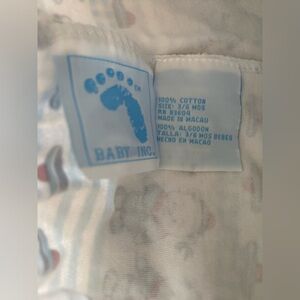 BABY INC.
100% COTTON
SIZE: 3/6 MOS
RN 83604
MADE IN MACAU
100% ALGODON
TALLA: 3/6 MOS BEBES
HECHO EN MACAO